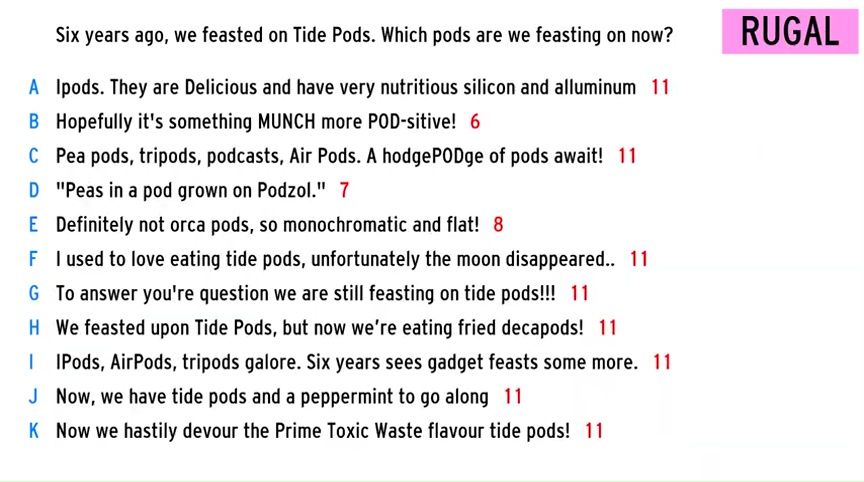 Six years ago, we feasted on Tide Pods. Which pods are we feasting on now?
RUGAL
A Ipods. They are Delicious and have very nutritious silicon and alluminum 11
B Hopefully it's something MUNCH more POD-sitive! 6
C Pea pods, tripods, podcasts, Air Pods. A hodgePODge of pods await! 11
D "Peas in a pod grown on Podzol." 7
E Definitely not orca pods, so monochromatic and flat! 8
F I used to love eating tide pods, unfortunately the moon disappeared.. 11
G To answer you're question we are still feasting on tide pods!!! 11
H We feasted upon Tide Pods, but now we’re eating fried decapods! 11
I IPods, AirPods, tripods galore. Six years sees gadget feasts some more. 11
J Now, we have tide pods and a peppermint to go along 11
K Now we hastily devour the Prime Toxic Waste flavour tide pods! 11